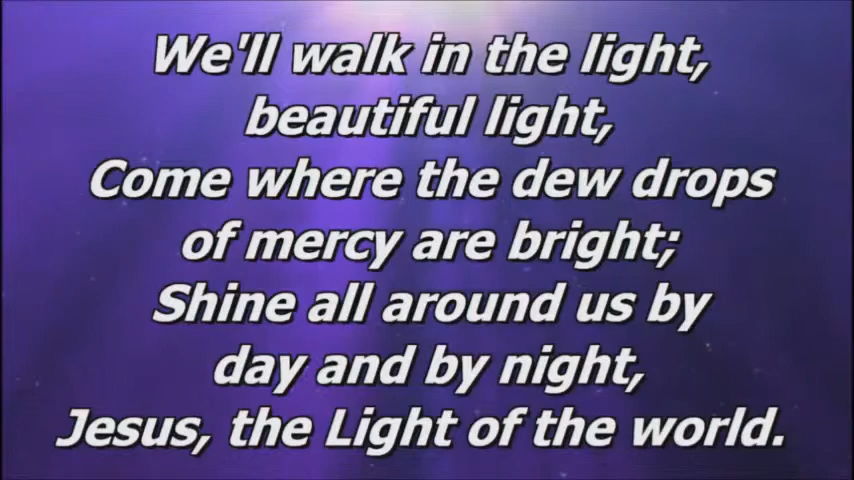 We'll walk in the light,
beautiful light,
Come where the dew drops
of mercy are bright;
Shine all around us by
day and by night,
Jesus, the Light of the world.